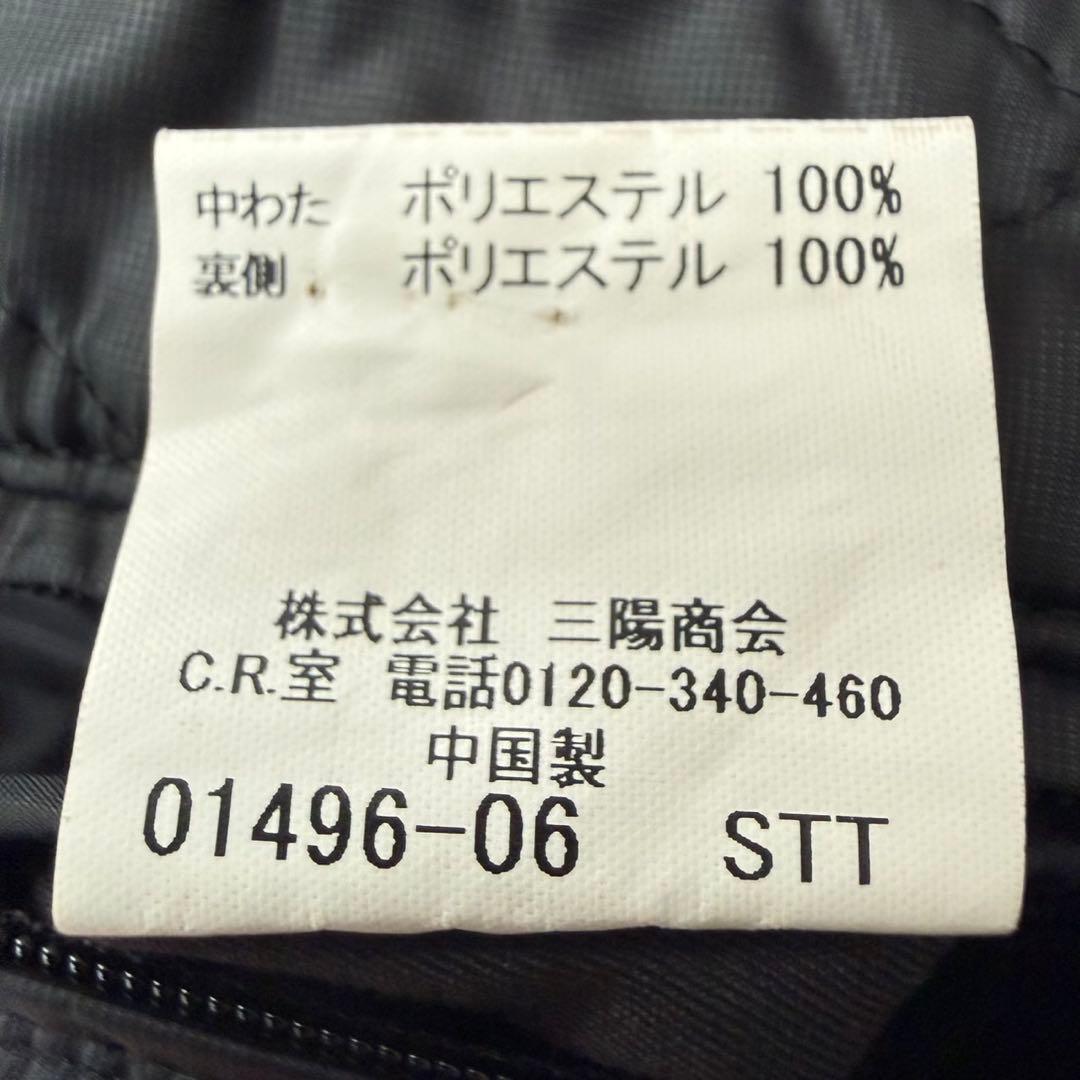 中わた ポリエステル 100%
裏側 ポリエステル 100%
株式会社 三陽商会
C.R.室 電話0120-340-460
中国製
01496-06 STT